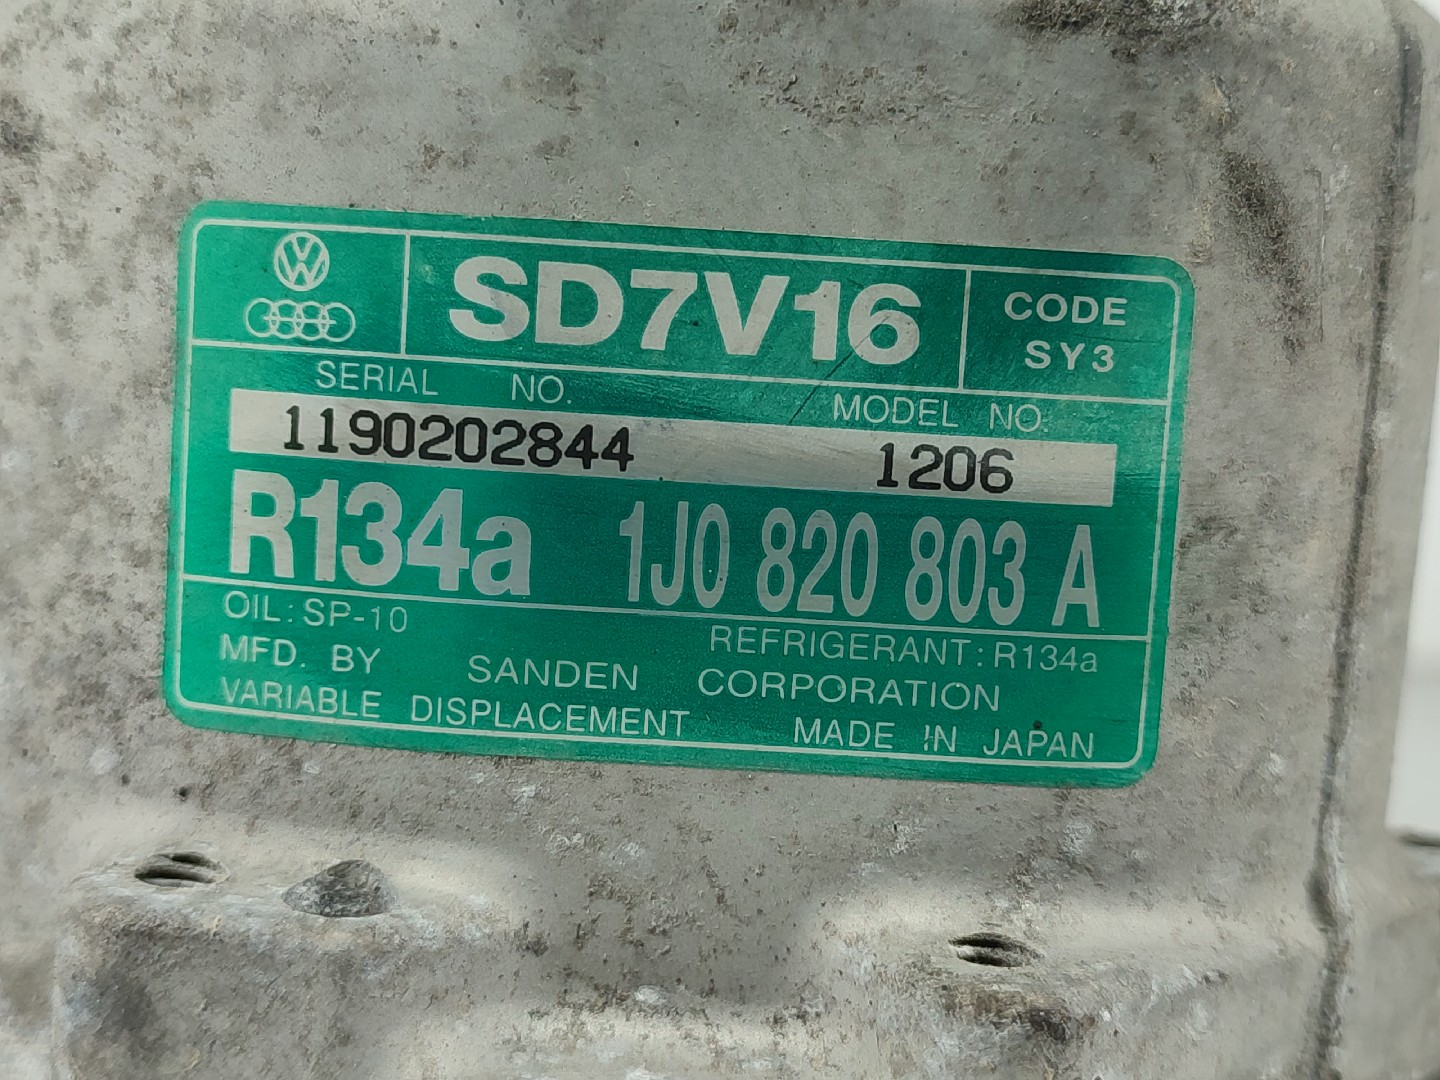 SD7V16
CODE
SY3
SERIAL NO.
MODEL NO.
1190202844
1206
R134a 1J0 820 803 A
OIL: SP-10
REFRIGERANT: R134a
MFD. BY SANDEN CORPORATION
VARIABLE DISPLACEMENT MADE IN JAPAN